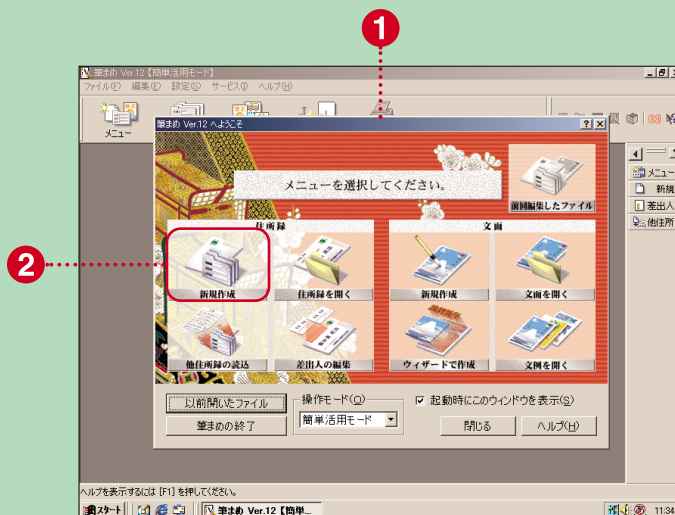 1
筆まめ Ver.12【簡単活用モード】
ファイル(F) 編集(E) 設定(S) サービス(I) ヘルプ(H)
メニュー
筆まめ Ver.12 へようこそ
メニューを選択してください。
前回編集したファイル
住所録
文面
2
新規作成
住所録を開く
新規作成
文面を開く
他住所録の読込
差出人の編集
ウィザードで作成
文例を開く
以前開いたファイル
操作モード(O)
起動時にこのウィンドウを表示(S)
筆まめの終了
簡単活用モード
閉じる
ヘルプ(H)
メニュー
新規
差出人
他住所
ヘルプを表示するには [F1] を押してください。
スタート
筆まめ Ver.12【簡単...
11:34